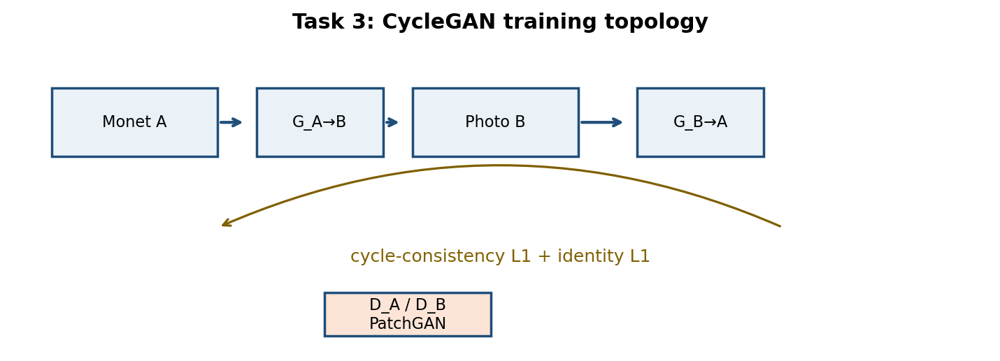 Task 3: CycleGAN training topology
Monet A
G_A→B
Photo B
G_B→A
cycle-consistency L1 + identity L1
D_A / D_B
PatchGAN